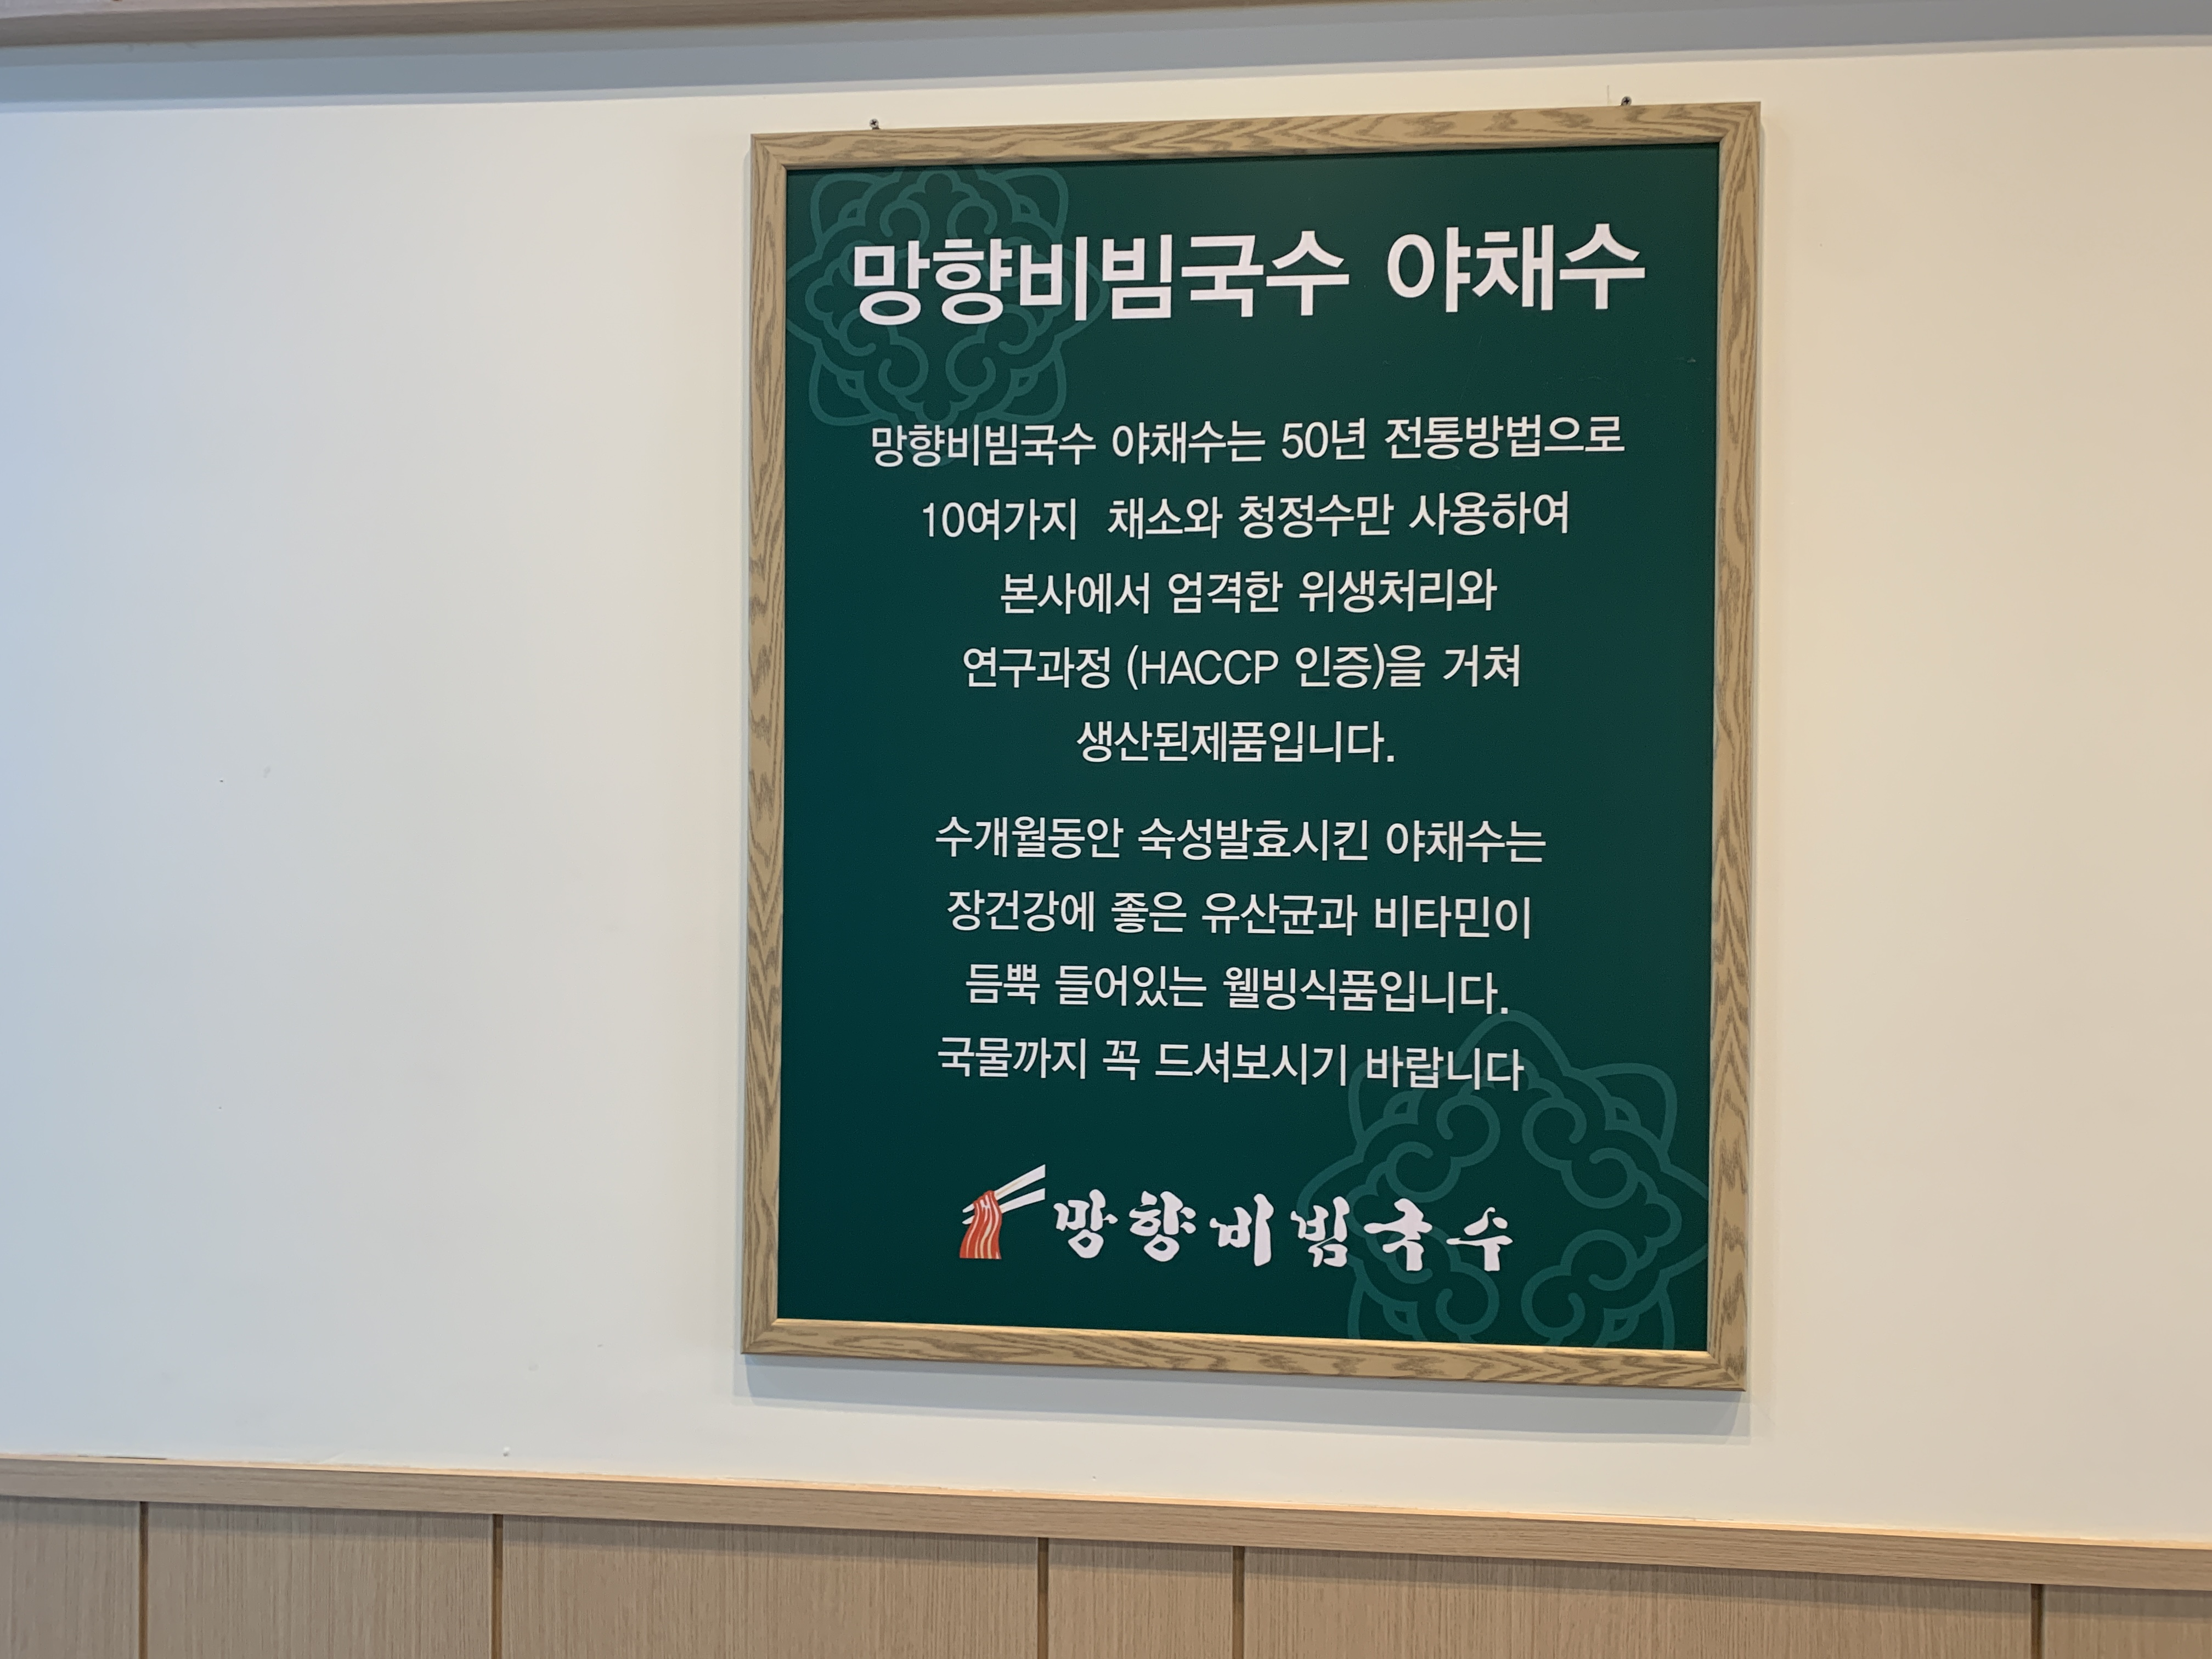 망향비빔국수 야채수
망향비빔국수 야채수는 50년 전통방법으로
10여가지 채소와 청정수만 사용하여
본사에서 엄격한 위생처리와
연구과정 (HACCP 인증)을 거쳐
생산된제품입니다.
수개월동안 숙성발효시킨 야채수는
장건강에 좋은 유산균과 비타민이
듬뿍 들어있는 웰빙식품입니다.
국물까지 꼭 드셔보시기 바랍니다
망향비빔국수